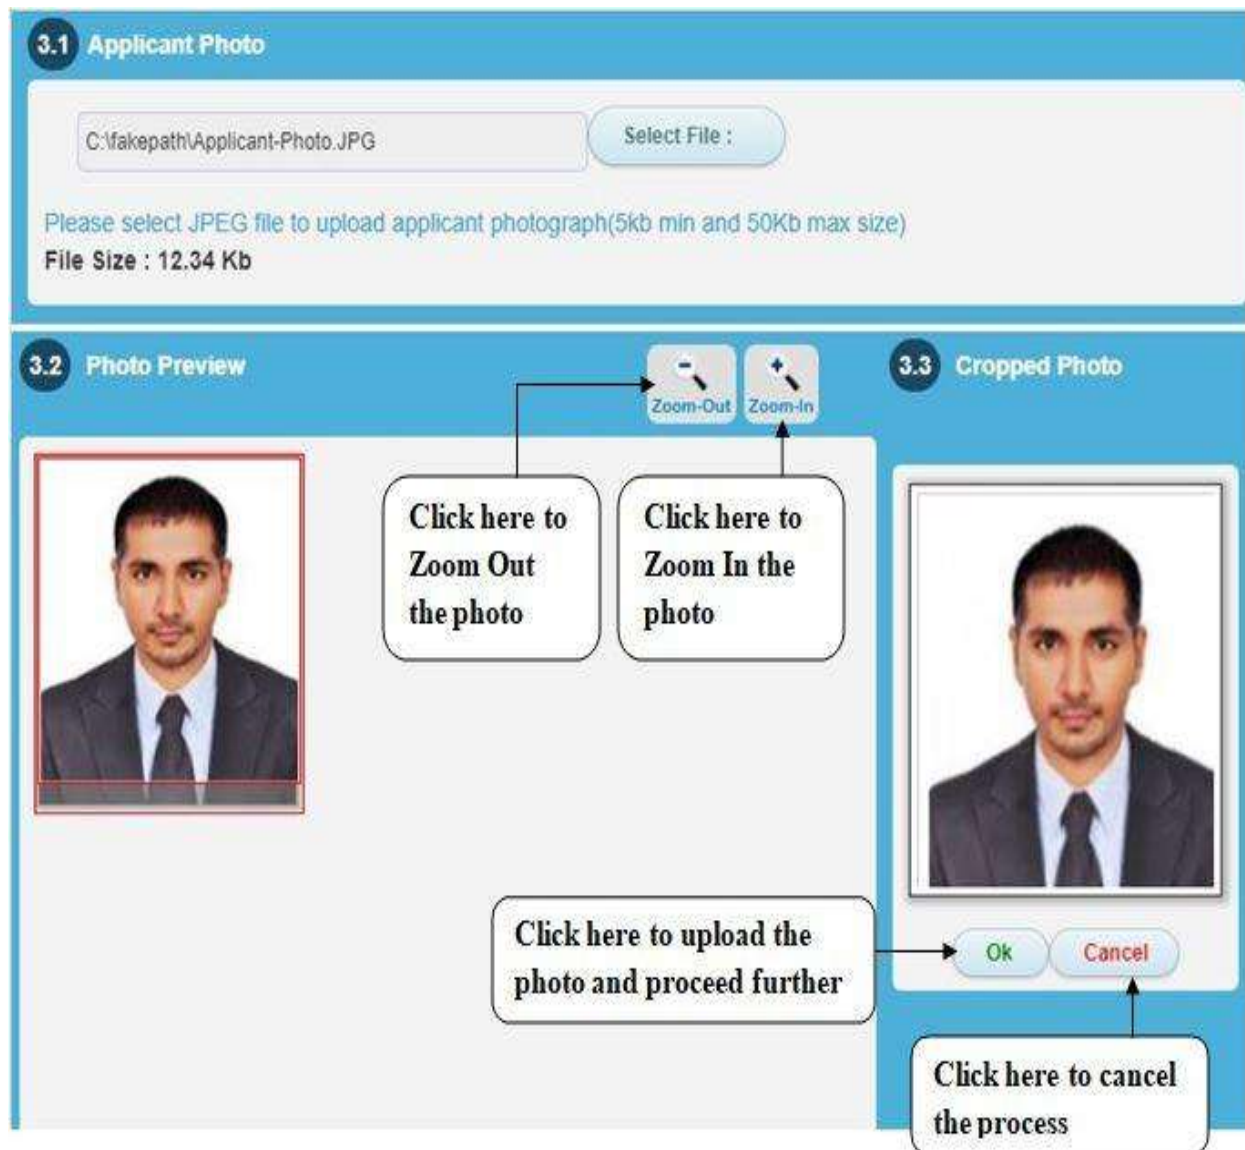 3.1 Applicant Photo
C:\fakepath\Applicant-Photo.JPG
Select File :
Please select JPEG file to upload applicant photograph(5kb min and 50Kb max size)
File Size : 12.34 Kb
3.2 Photo Preview
Zoom-Out
Zoom-In
3.3 Cropped Photo
Click here to
Zoom Out
the photo
Click here to
Zoom In the
photo
Click here to upload the
photo and proceed further
Ok
Cancel
Click here to cancel
the process